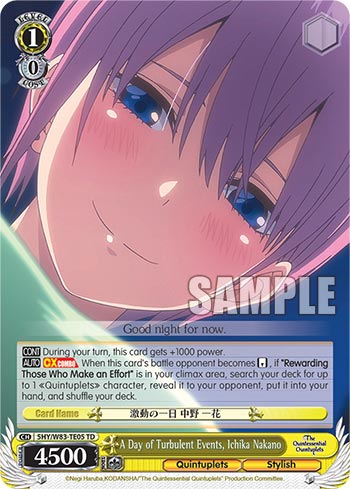 LEVEL
1
0
COST
SAMPLE
Good night for now.
CONT During your turn, this card gets +1000 power.
AUTO CX COMBO When this card's battle opponent becomes [ ], if "Rewarding
Those Who Make an Effort" is in your climax area, search your deck for up
to 1 «Quintuplets» character, reveal it to your opponent, put it into your
hand, and shuffle your deck.
Card Name 激動の一日 中野 一花
CH 5HY/W83-TE05 TD
A Day of Turbulent Events, Ichika Nakano
The Quintessential Quintuplets
4500
Quintuplets Stylish
©Negi Haruba,KODANSHA/"The Quintessential Quintuplets" Production Committee.